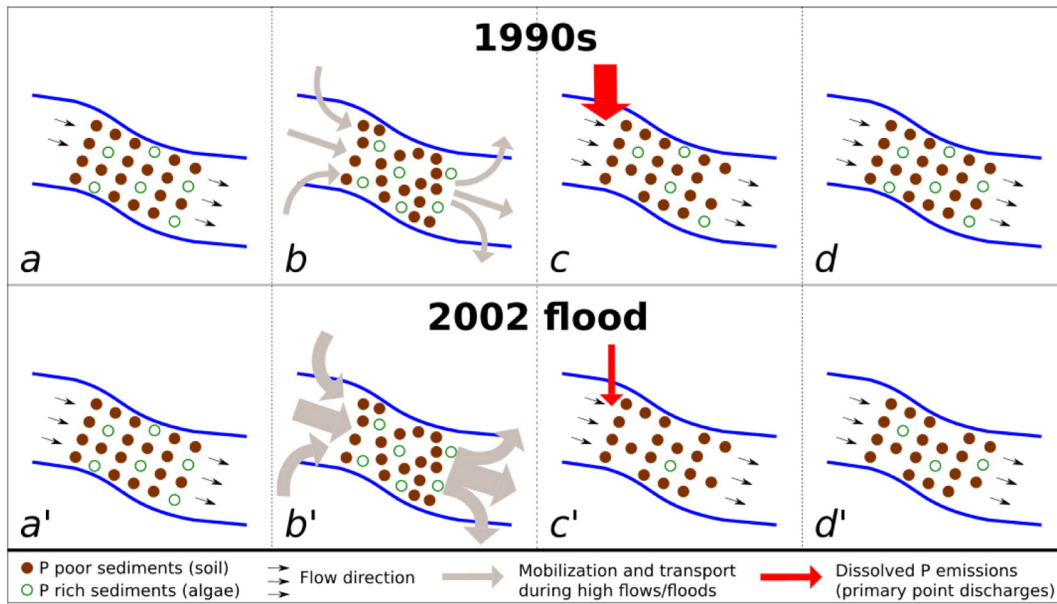 1990s
a
b
c
d
2002 flood
a'
b'
c'
d'
P poor sediments (soil)
P rich sediments (algae)
Flow direction
Mobilization and transport
during high flows/floods
Dissolved P emissions
(primary point discharges)